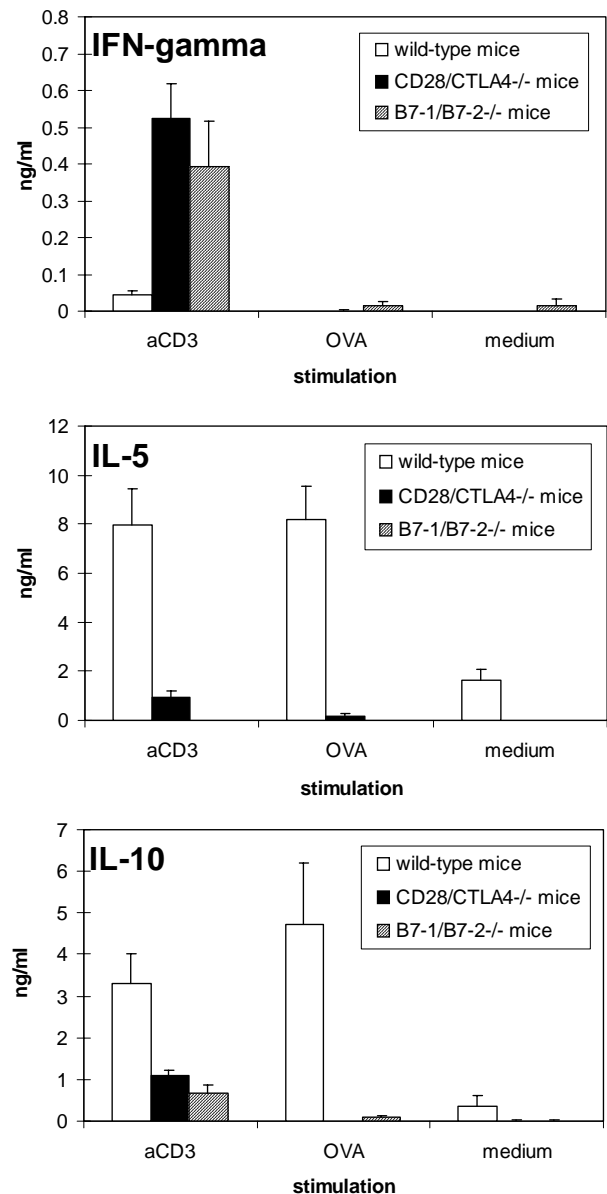 IFN-gamma
wild-type mice
CD28/CTLA4-/- mice
B7-1/B7-2-/- mice
ng/ml
0.8
0.7
0.6
0.5
0.4
0.3
0.2
0.1
0
aCD3 OVA medium
stimulation
IL-5
wild-type mice
CD28/CTLA4-/- mice
B7-1/B7-2-/- mice
ng/ml
12
10
8
6
4
2
0
aCD3 OVA medium
stimulation
IL-10
wild-type mice
CD28/CTLA4-/- mice
B7-1/B7-2-/- mice
ng/ml
7
6
5
4
3
2
1
0
aCD3 OVA medium
stimulation